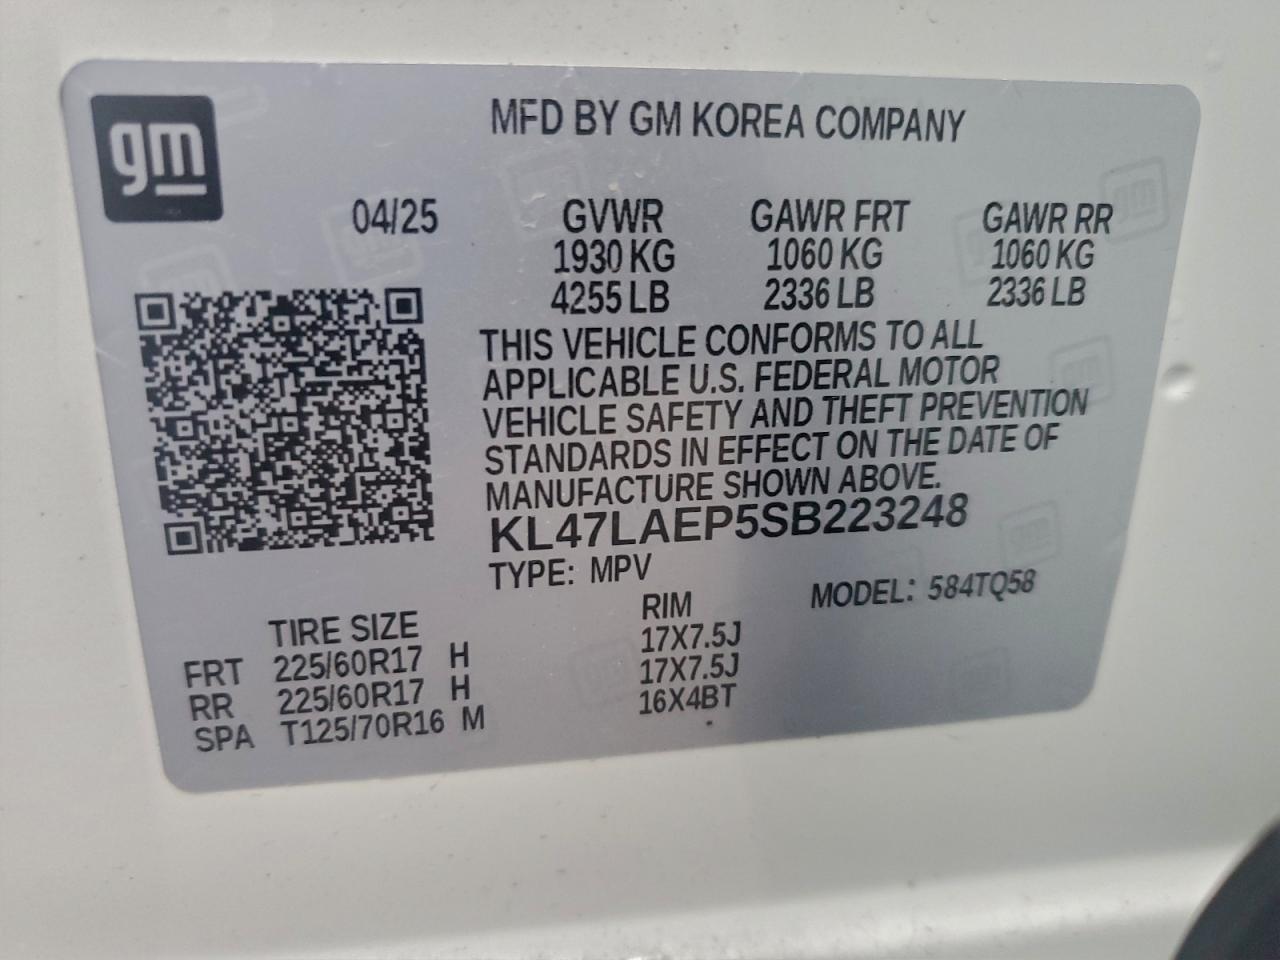 gm
MFD BY GM KOREA COMPANY
04/25 GVWR GAWR FRT GAWR RR
1930 KG 1060 KG 1060 KG
4255 LB 2336 LB 2336 LB
THIS VEHICLE CONFORMS TO ALL
APPLICABLE U.S. FEDERAL MOTOR
VEHICLE SAFETY AND THEFT PREVENTION
STANDARDS IN EFFECT ON THE DATE OF
MANUFACTURE SHOWN ABOVE.
KL47LAEP5SB223248
TYPE: MPV MODEL: 584TQ58
TIRE SIZE RIM
FRT 225/60R17 H 17X7.5J
RR 225/60R17 H 17X7.5J
SPA T125/70R16 M 16X4BT